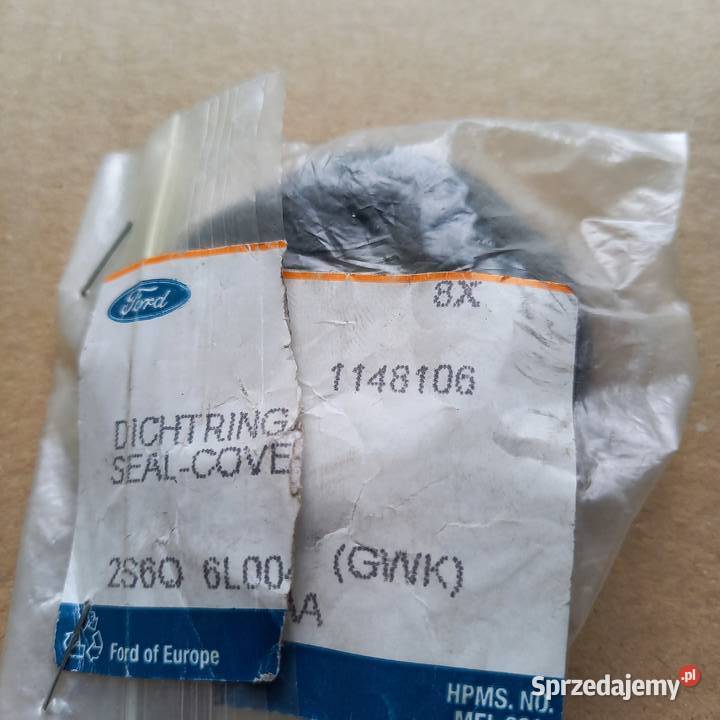 8X
Ford
1148106
DICHTRING
SEAL-COVE
2S6Q 6L004 (GWK)
AA
Ford of Europe
HPMS. NO.
Sprzedajemy.pl